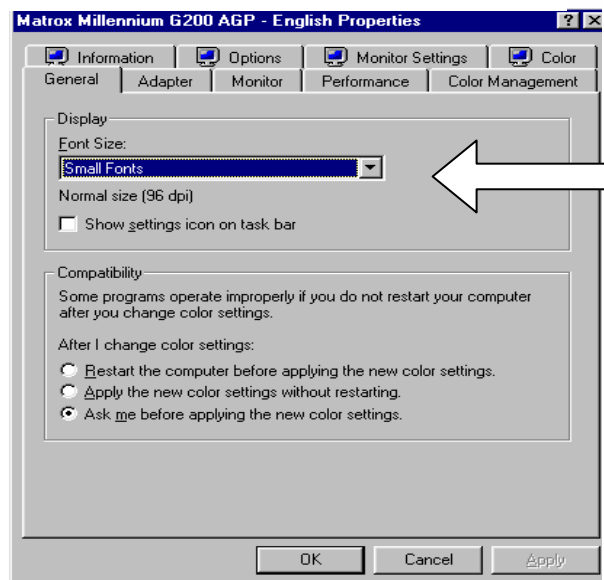 Matrox Millennium G200 AGP - English Properties
Information Options Monitor Settings Color
General Adapter Monitor Performance Color Management
Display
Font Size:
Small Fonts
Normal size (96 dpi)
Show settings icon on task bar
Compatibility
Some programs operate improperly if you do not restart your computer
after you change color settings.
After I change color settings:
Restart the computer before applying the new color settings.
Apply the new color settings without restarting.
Ask me before applying the new color settings.
OK Cancel Apply